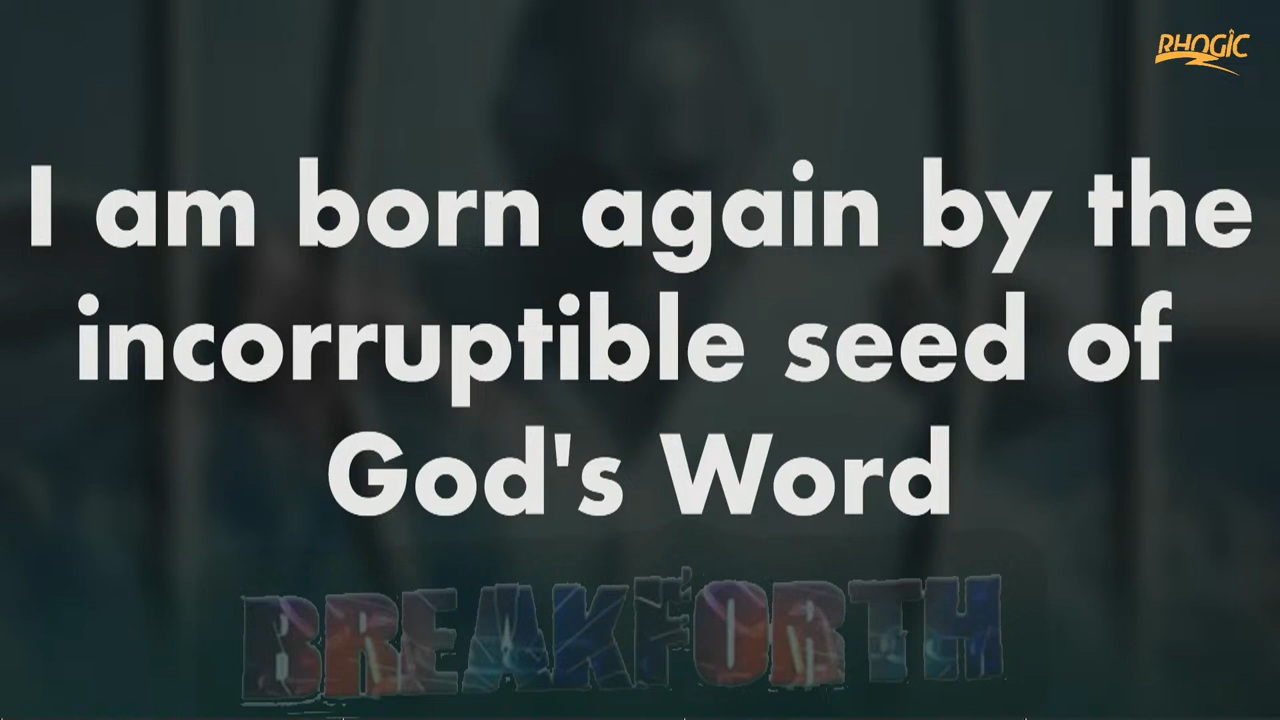 RHOGIC
I am born again by the
incorruptible seed of
God's Word
BREAKFORTH